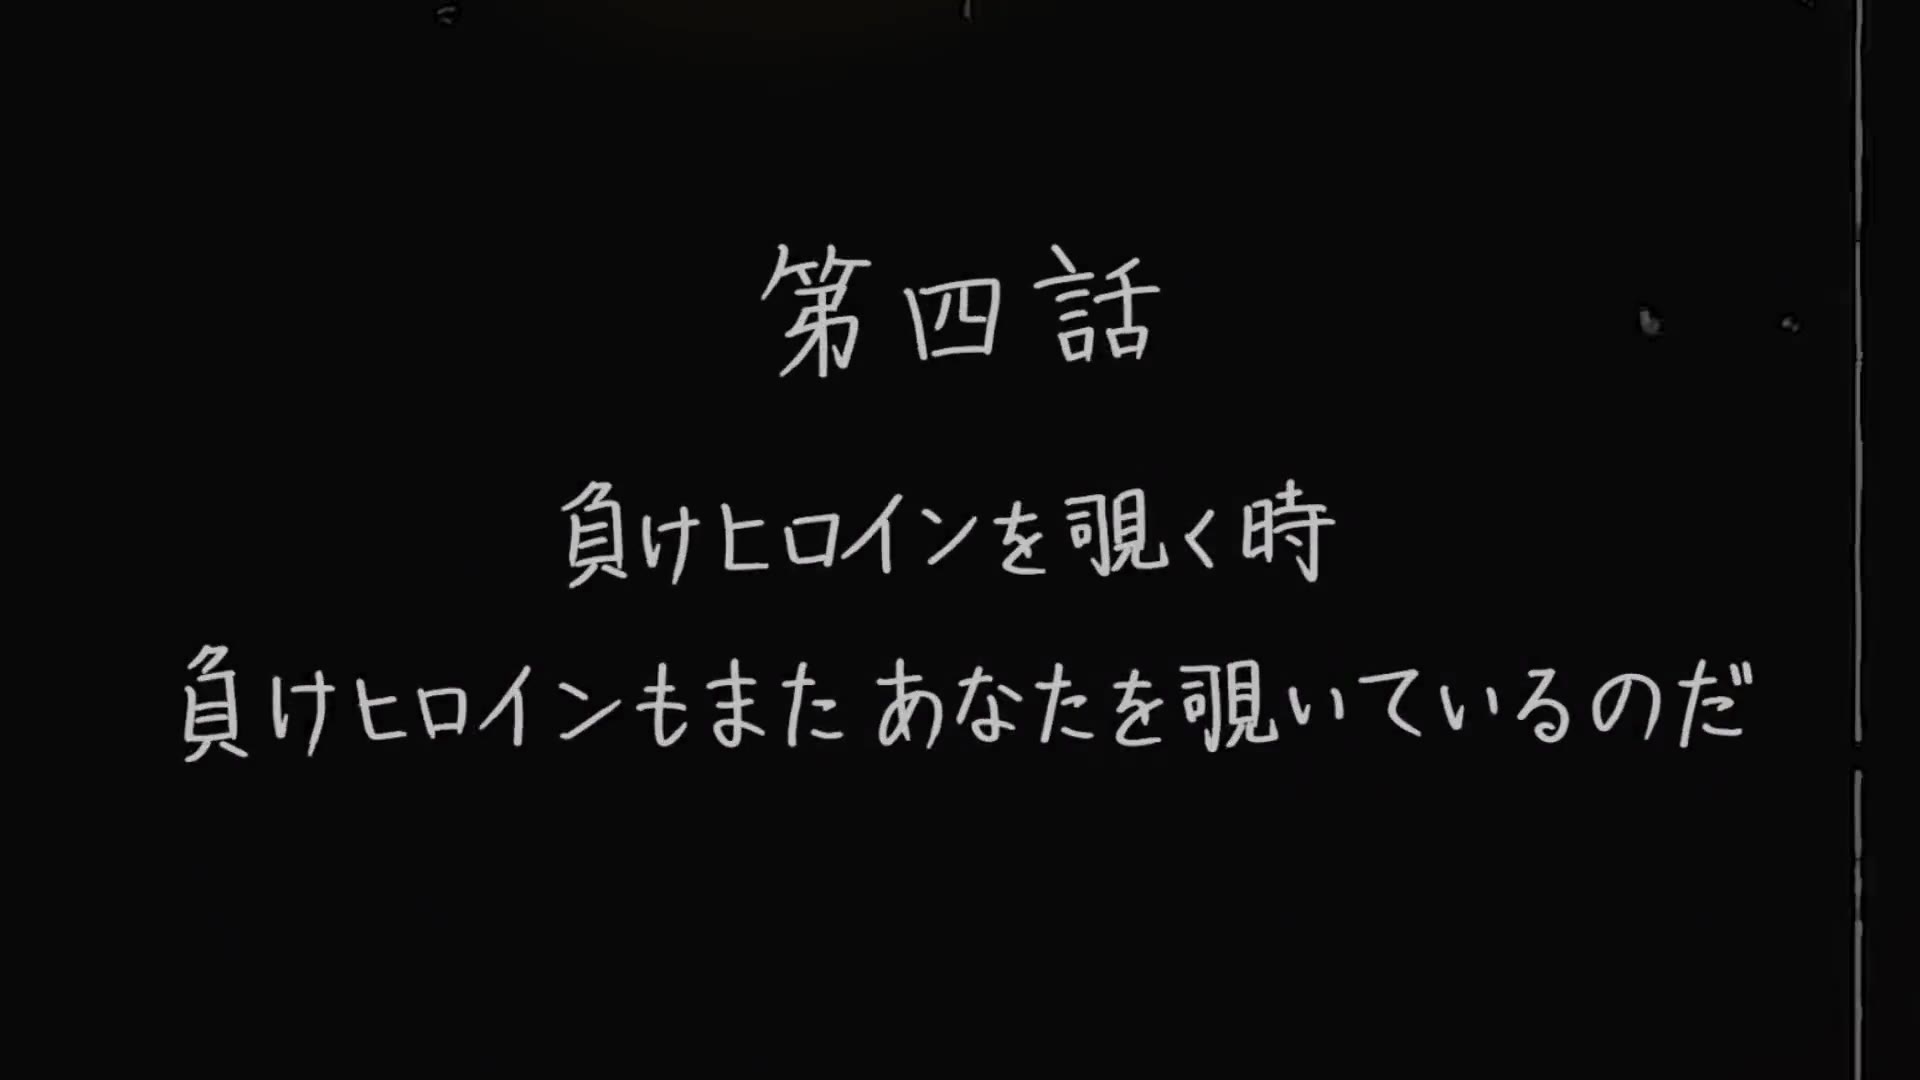 第四話
負けヒロインを覗く時
負けヒロインもまた あなたを覗いているのだ